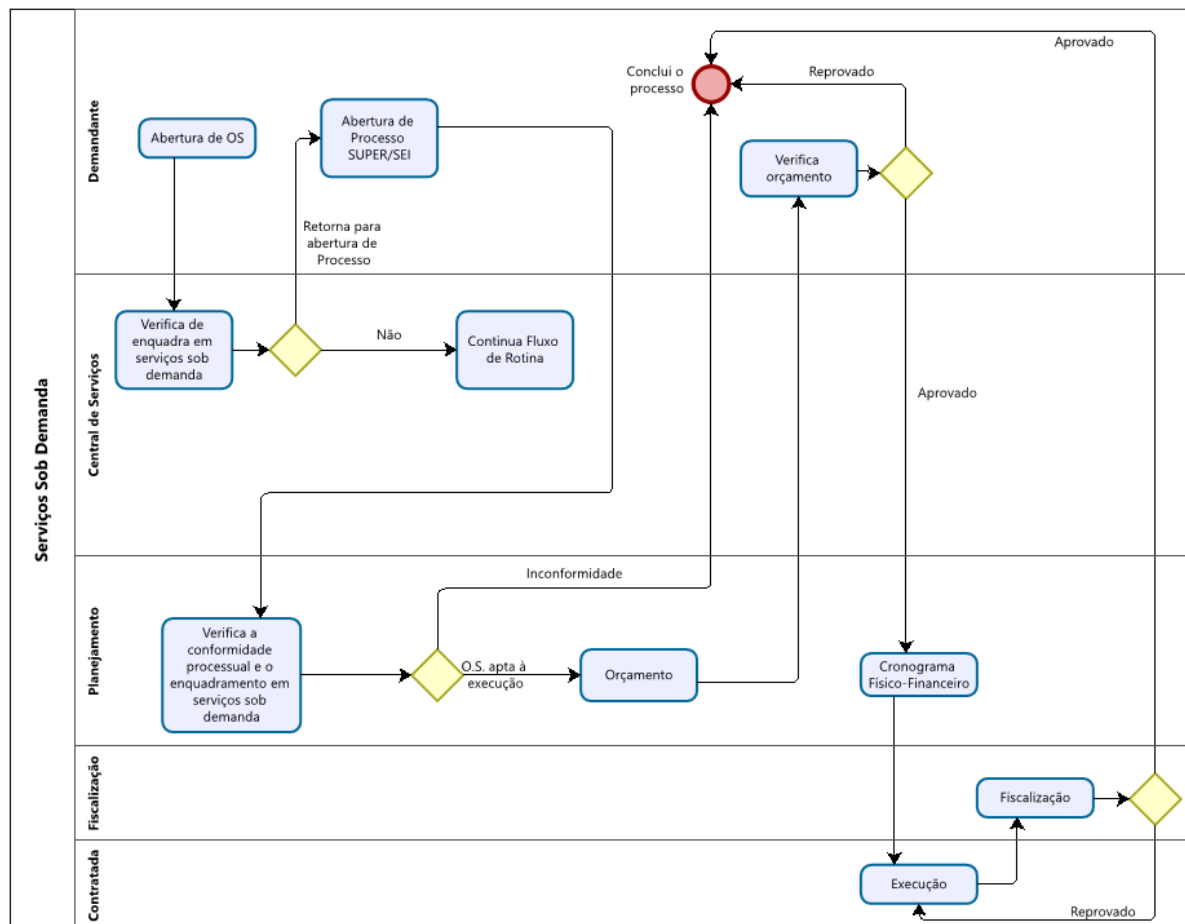 Serviços Sob Demanda
Demandante
Abertura de OS
Abertura de
Processo
SUPER/SEI
Retorna para
abertura de
Processo
Conclui o
processo
Aprovado
Reprovado
Verifica
orçamento
Central de Serviços
Verifica de
enquadra em
serviços sob
demanda
Não
Continua Fluxo
de Rotina
Aprovado
Planejamento
Verifica a
conformidade
processual e o
enquadramento em
serviços sob
demanda
Inconformidade
O.S. apta à
execução
Orçamento
Cronograma
Físico-Financeiro
Fiscalização
Fiscalização
Contratada
Execução
Reprovado